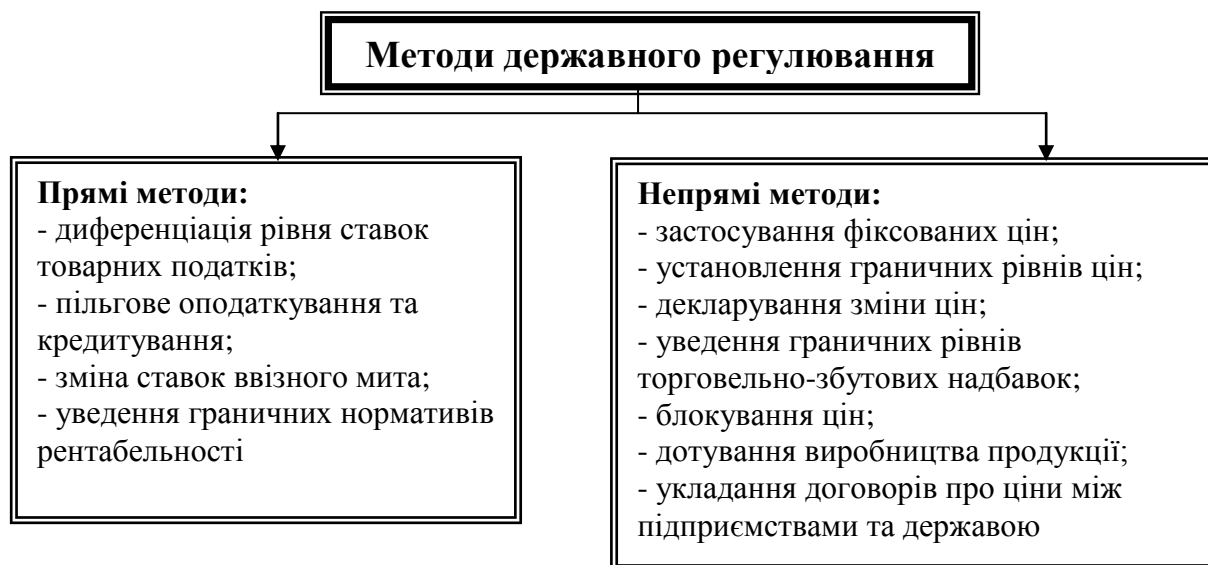 Методи державного регулювання
Прямі методи:
- диференціація рівня ставок
товарних податків;
- пільгове оподаткування та
кредитування;
- зміна ставок ввізного мита;
- уведення граничних нормативів
рентабельності
Непрямі методи:
- застосування фіксованих цін;
- установлення граничних рівнів цін;
- декларування зміни цін;
- уведення граничних рівнів
торговельно-збутових надбавок;
- блокування цін;
- дотування виробництва продукції;
- укладання договорів про ціни між
підприємствами та державою